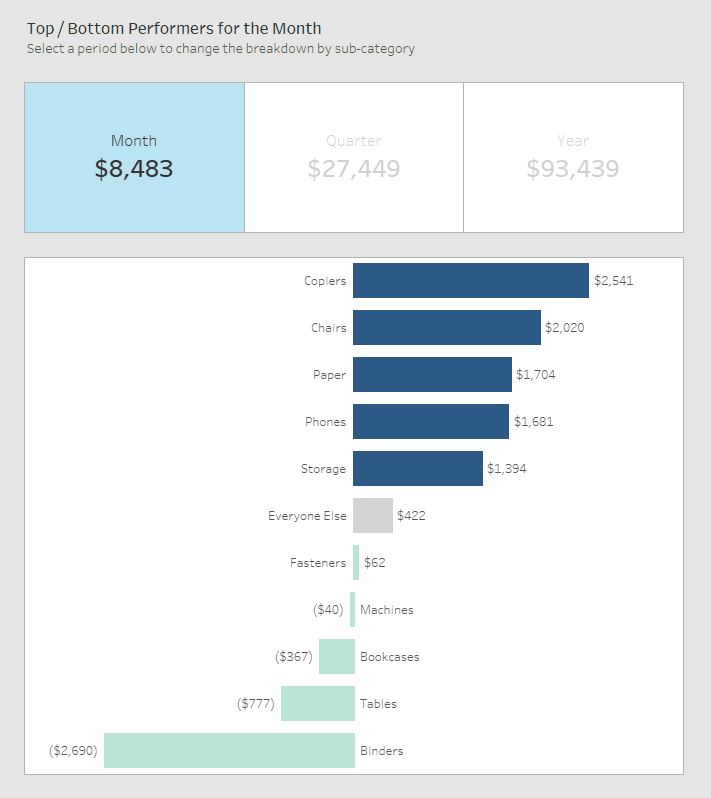 Top / Bottom Performers for the Month
Select a period below to change the breakdown by sub-category
Month Quarter Year
$8,483 $27,449 $93,439
Copiers $2,541
Chairs $2,020
Paper $1,704
Phones $1,681
Storage $1,394
Everyone Else $422
Fasteners $62
($40) Machines
($367) Bookcases
($777) Tables
($2,690) Binders